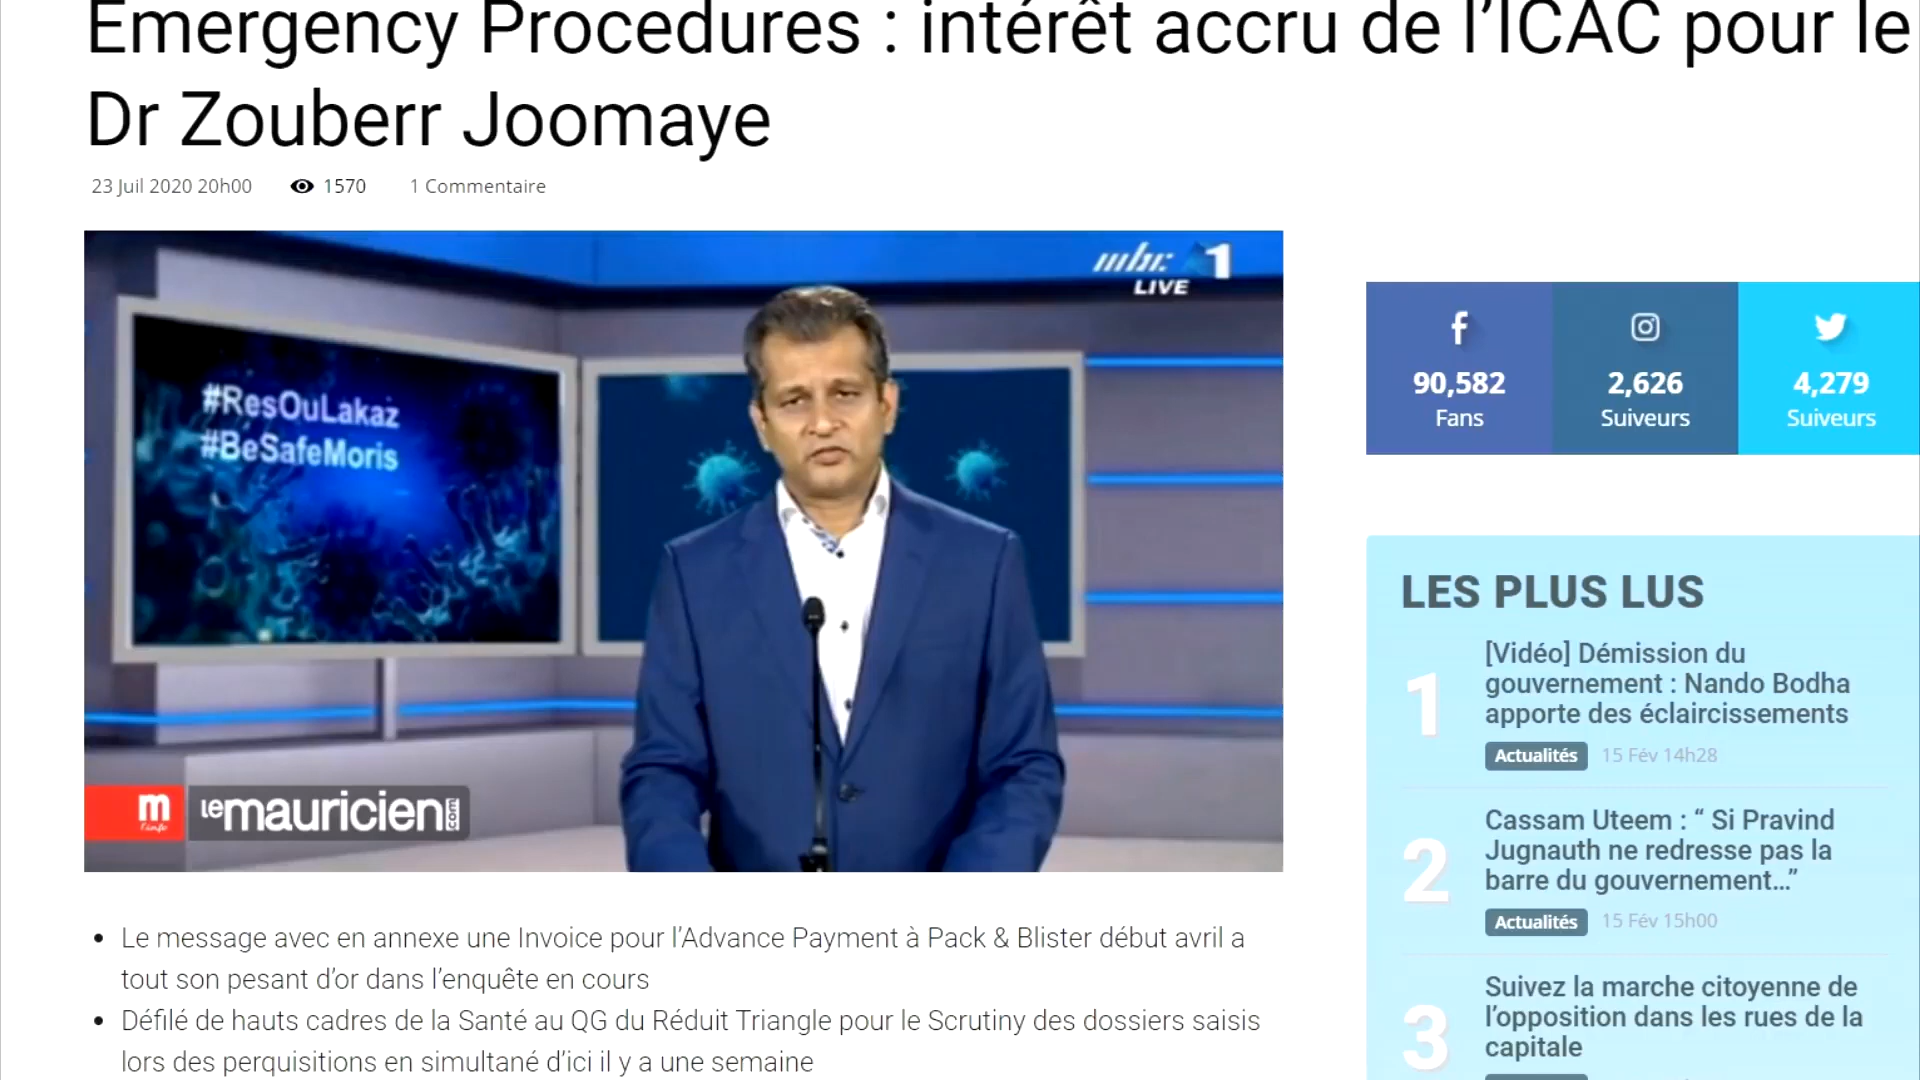 Emergency Procedures : intérêt accru de l’ICAC pour le
Dr Zouberr Joomaye
23 Juil 2020 20h00
1570
1 Commentaire
mbc 1
LIVE
#ResOuLakaz
#BeSafeMoris
m
l'info
lemauricien.com
90,582
Fans
2,626
Suiveurs
4,279
Suiveurs
LES PLUS LUS
1
[Vidéo] Démission du
gouvernement : Nando Bodha
apporte des éclaircissements
Actualités 15 Fév 14h28
2
Cassam Uteem : “ Si Pravind
Jugnauth ne redresse pas la
barre du gouvernement…”
Actualités 15 Fév 15h00
3
Suivez la marche citoyenne de
l’opposition dans les rues de la
capitale
• Le message avec en annexe une Invoice pour l’Advance Payment à Pack & Blister début avril a
tout son pesant d’or dans l’enquête en cours
• Défilé de hauts cadres de la Santé au QG du Réduit Triangle pour le Scrutiny des dossiers saisis
lors des perquisitions en simultané d’ici il y a une semaine